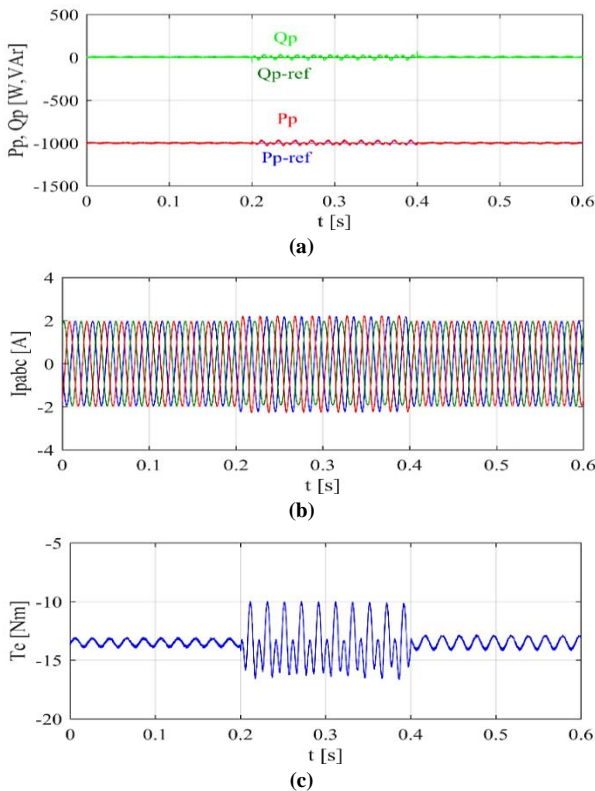 500
0
-500
-1000
-1500
Pp, Qp [W,VAr]
Qp
Qp-ref
Pp
Pp-ref
0 0.1 0.2 0.3 0.4 0.5 0.6
t [s]
(a)
4
2
0
-2
-4
Ipabc [A]
0 0.1 0.2 0.3 0.4 0.5 0.6
t [s]
(b)
-5
-10
-15
-20
Te [Nm]
0 0.1 0.2 0.3 0.4 0.5 0.6
t [s]
(c)